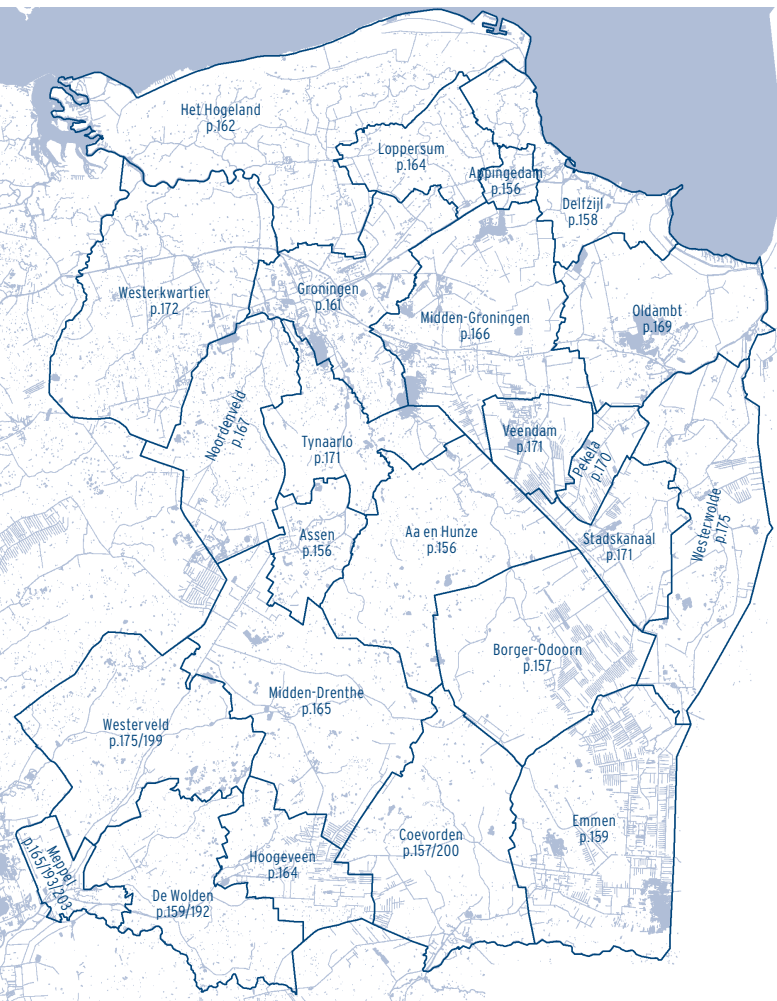 Het Hogeland
p.162
Loppersum
p.164
Appingedam
p.156
Delfzijl
p.158
Westerkwartier
p.172
Groningen
p.161
Midden-Groningen
p.166
Oldambt
p.169
Noordenveld
p.167
Tynaarlo
p.171
Veendam
p.171
Pekela
p.170
Westerwolde
p.175
Assen
p.156
Aa en Hunze
p.156
Stadskanaal
p.171
Borger-Odoorn
p.157
Midden-Drenthe
p.165
Westerveld
p.175/199
Emmen
p.159
Coevorden
p.157/200
Hoogeveen
p.164
Meppel
p.165/193/203
De Wolden
p.159/192